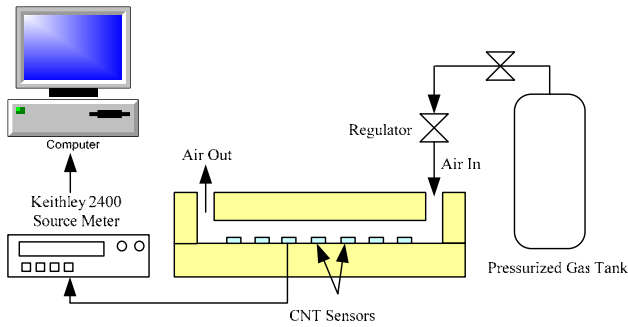 Computer
Regulator
Air Out
Air In
Keithley 2400
Source Meter
Pressurized Gas Tank
CNT Sensors